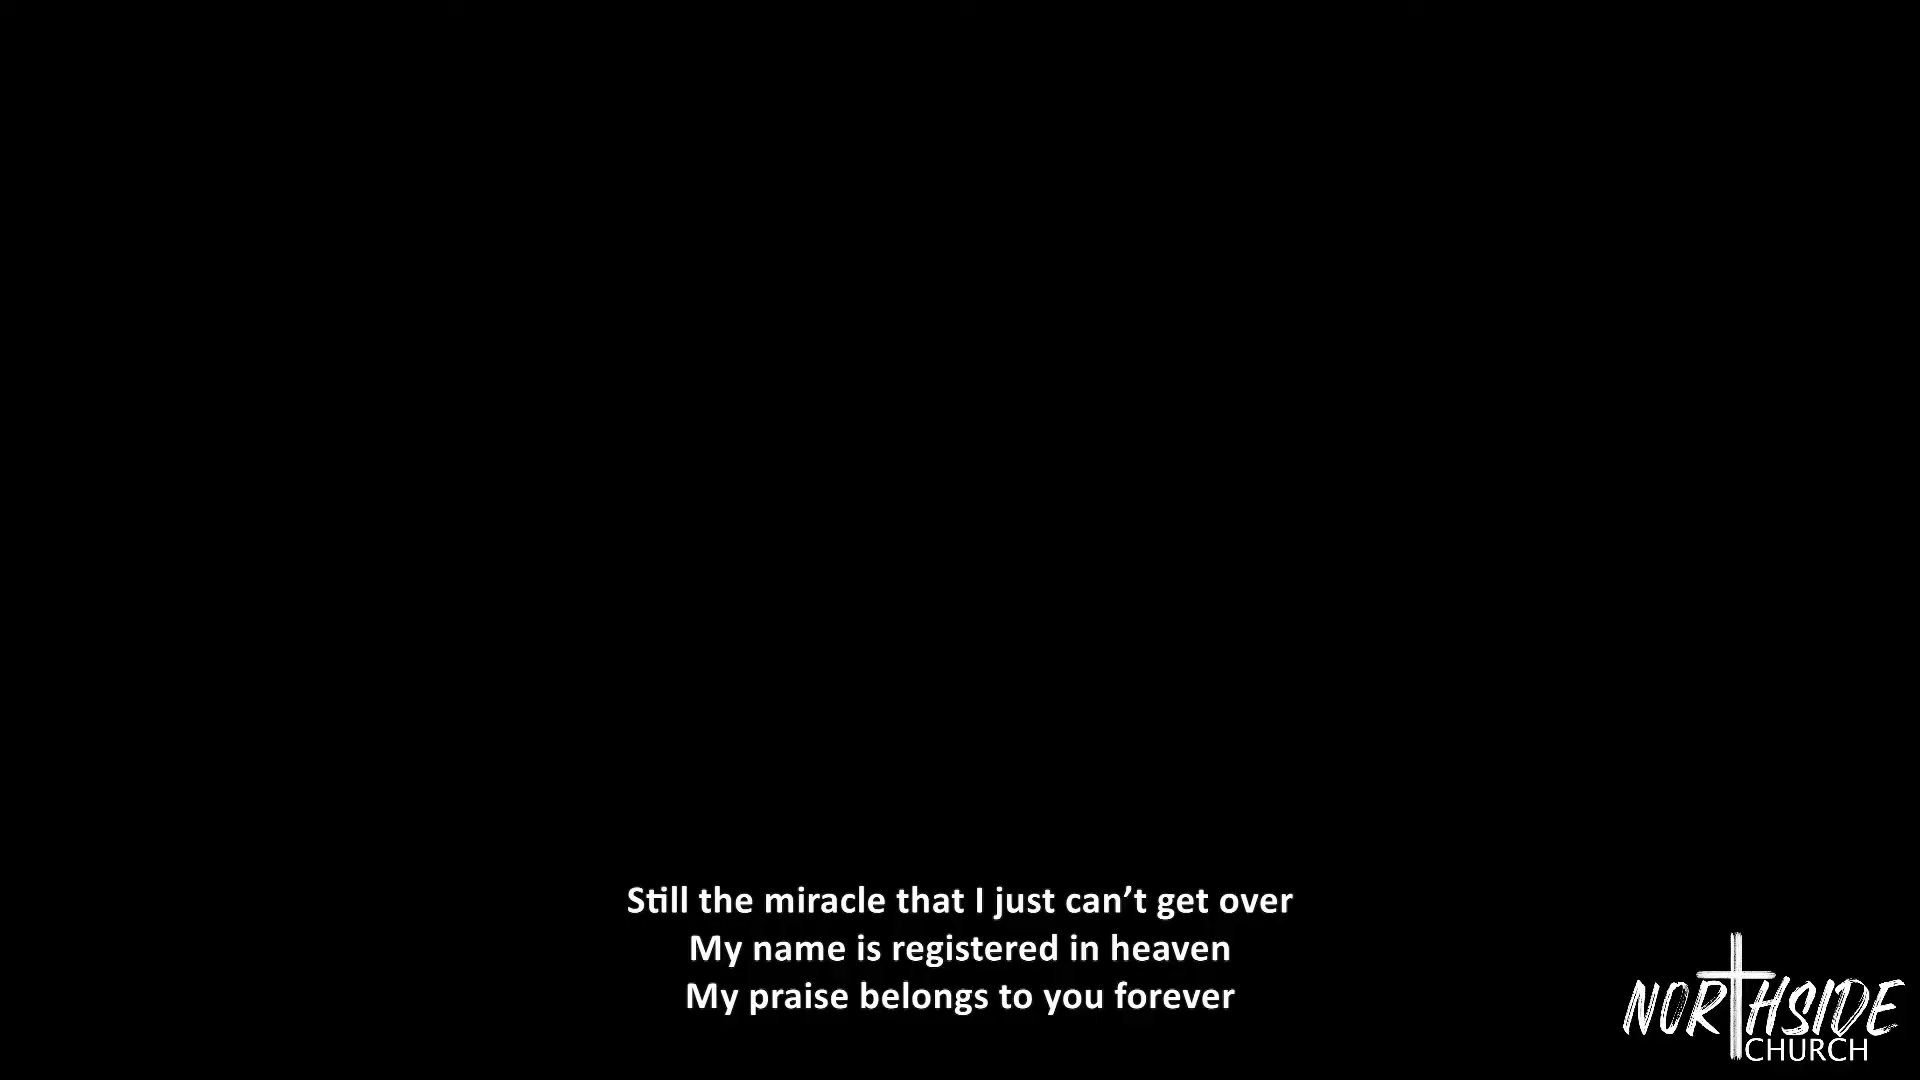 Still the miracle that I just can’t get over
My name is registered in heaven
My praise belongs to you forever
NORTHSIDE
CHURCH